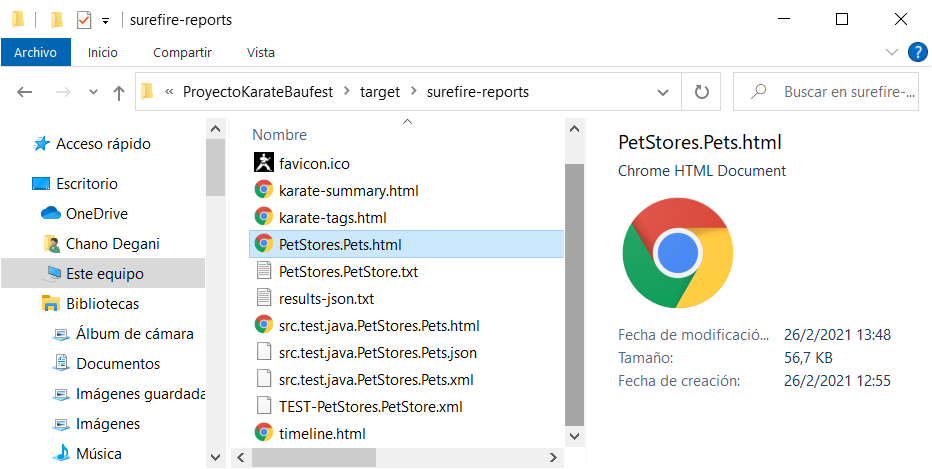 surefire-reports
Archivo Inicio Compartir Vista
« ProyectoKarateBaufest > target > surefire-reports
Buscar en surefire-...
Acceso rápido
Escritorio
OneDrive
Chano Degani
Este equipo
Bibliotecas
Álbum de cámara
Documentos
Imágenes guardada
Imágenes
Música
Nombre
favicon.ico
karate-summary.html
karate-tags.html
PetStores.Pets.html
PetStores.PetStore.txt
results-json.txt
src.test.java.PetStores.Pets.html
src.test.java.PetStores.Pets.json
src.test.java.PetStores.Pets.xml
TEST-PetStores.PetStore.xml
timeline.html
PetStores.Pets.html
Chrome HTML Document
Fecha de modificació... 26/2/2021 13:48
Tamaño: 56,7 KB
Fecha de creación: 26/2/2021 12:55